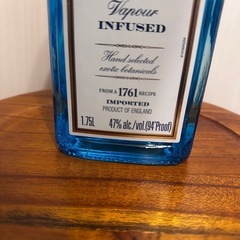 Vapour
INFUSED
Hand selected
exotic botanicals
FROM A 1761 RECIPE
IMPORTED
PRODUCT OF ENGLAND
1.75L 47% alc./vol. (94°Proof)